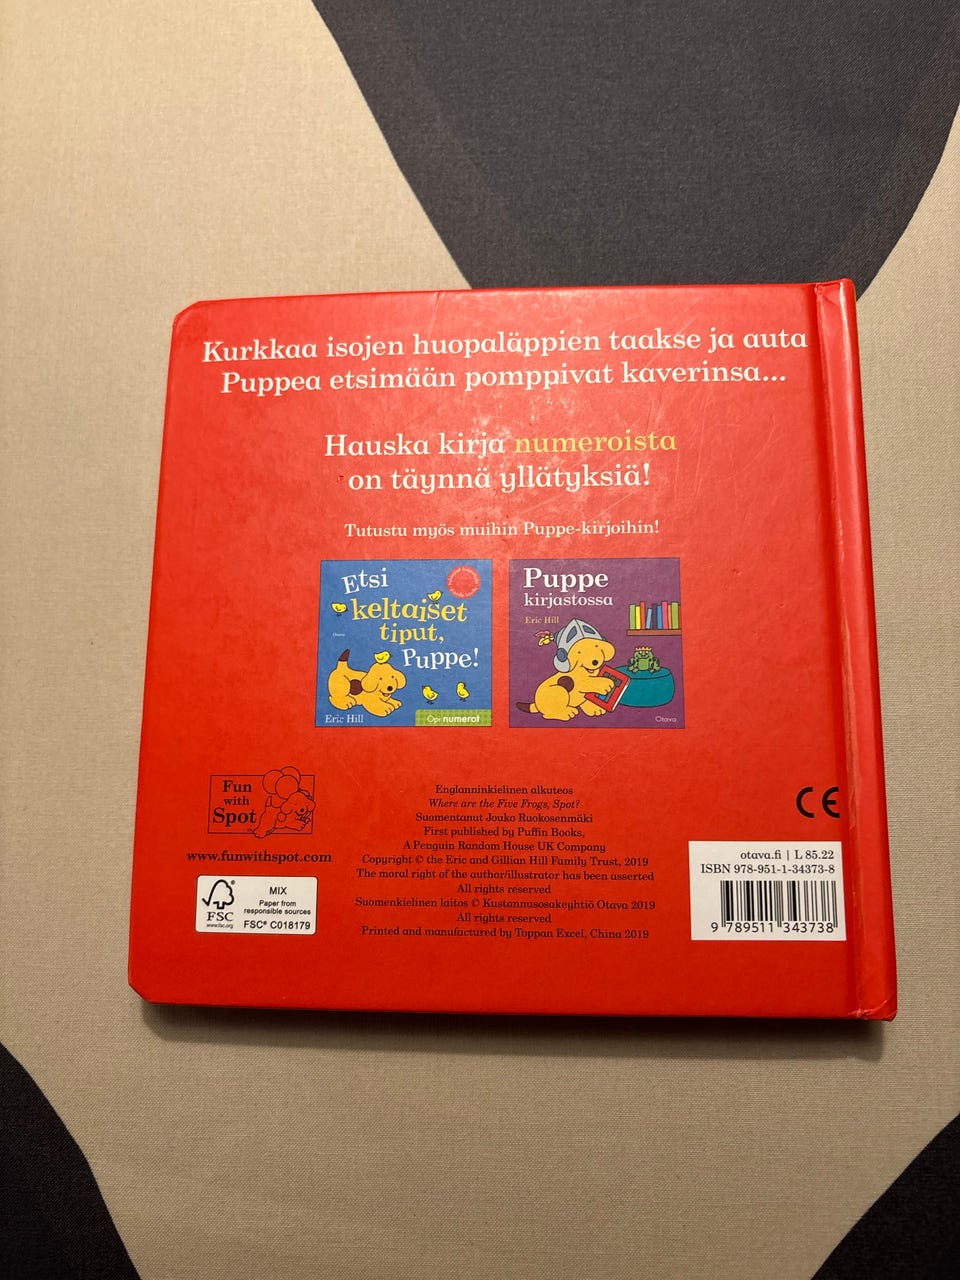 Kurkkaa isojen huopaläppien taakse ja auta
Puppea etsimään pomppivat kaverinsa...
Hauska kirja numeroista
on täynnä yllätyksiä!
Tutustu myös muihin Puppe-kirjoihin!
Etsi
keltaiset
tiput,
Puppe!
Otava
Eric Hill
Opi numerot
Puppe
kirjastossa
Eric Hill
Otava
Fun
with
Spot
TM
www.funwithspot.com
FSC
www.fsc.org
MIX
Paper from
responsible sources
FSC® C018179
Englanninkielinen alkuteos
Where are the Five Frogs, Spot?
Suomentanut Jouko Ruokosenmäki
First published by Puffin Books,
A Penguin Random House UK Company
Copyright © the Eric and Gillian Hill Family Trust, 2019
The moral right of the author/illustrator has been asserted
All rights reserved
Suomenkielinen laitos © Kustannusosakeyhtiö Otava 2019
All rights reserved
Printed and manufactured by Toppan Excel, China 2019
CE
otava.fi | L 85.22
ISBN 978-951-1-34373-8
9 789511 343738